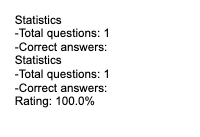 Statistics
-Total questions: 1
-Correct answers:
Statistics
-Total questions: 1
-Correct answers:
Rating: 100.0%